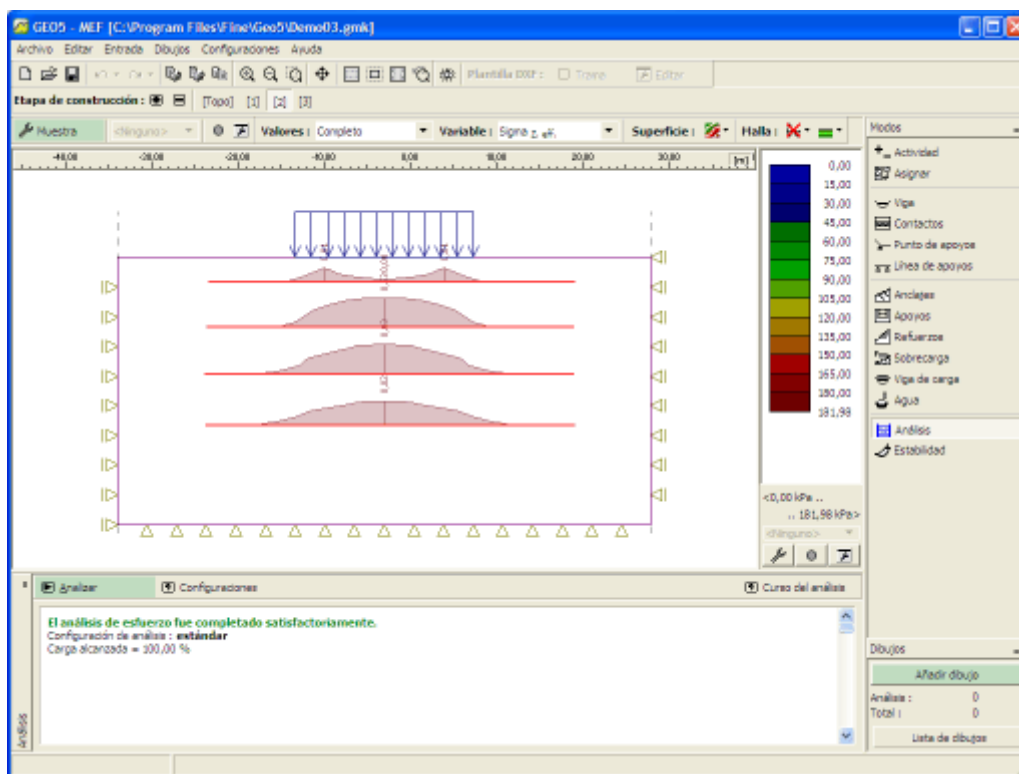 GEO5 - MEF [C:\Program Files\Fine\Geo5\Demo03.gmk]
Archivo Editar Entrada Dibujos Configuraciones Ayuda
Plantilla DXF : Trave Editar
Etapa de construcción : [Topo] [1] [2] [3]
Muestra <Ninguno> Valores : Completo Variable : Sigma z, eff. Superficie : Malla :
-40,00 -30,00 -20,00 -10,00 0,00 10,00 20,00 30,00 [m]
0,00
15,00
30,00
45,00
60,00
75,00
90,00
105,00
120,00
135,00
150,00
165,00
180,00
181,98
<0,00 kPa ..
.. 181,98 kPa>
<Ninguno>
Modos
Actividad
Asigner
Viga
Contactos
Punto de apoyos
Línea de apoyos
Anclajes
Apoyos
Refuerzos
Sobrecarga
Viga de carga
Agua
Análisis
Estabilidad
Analizar Configuraciones Curso del análisis
El análisis de esfuerzo fue completado satisfactoriamente.
Configuración de análisis : estándar
Carga alcanzada = 100,00 %
Análisis
Dibujos
Añadir dibujo
Análisis : 0
Total : 0
Lista de dibujos